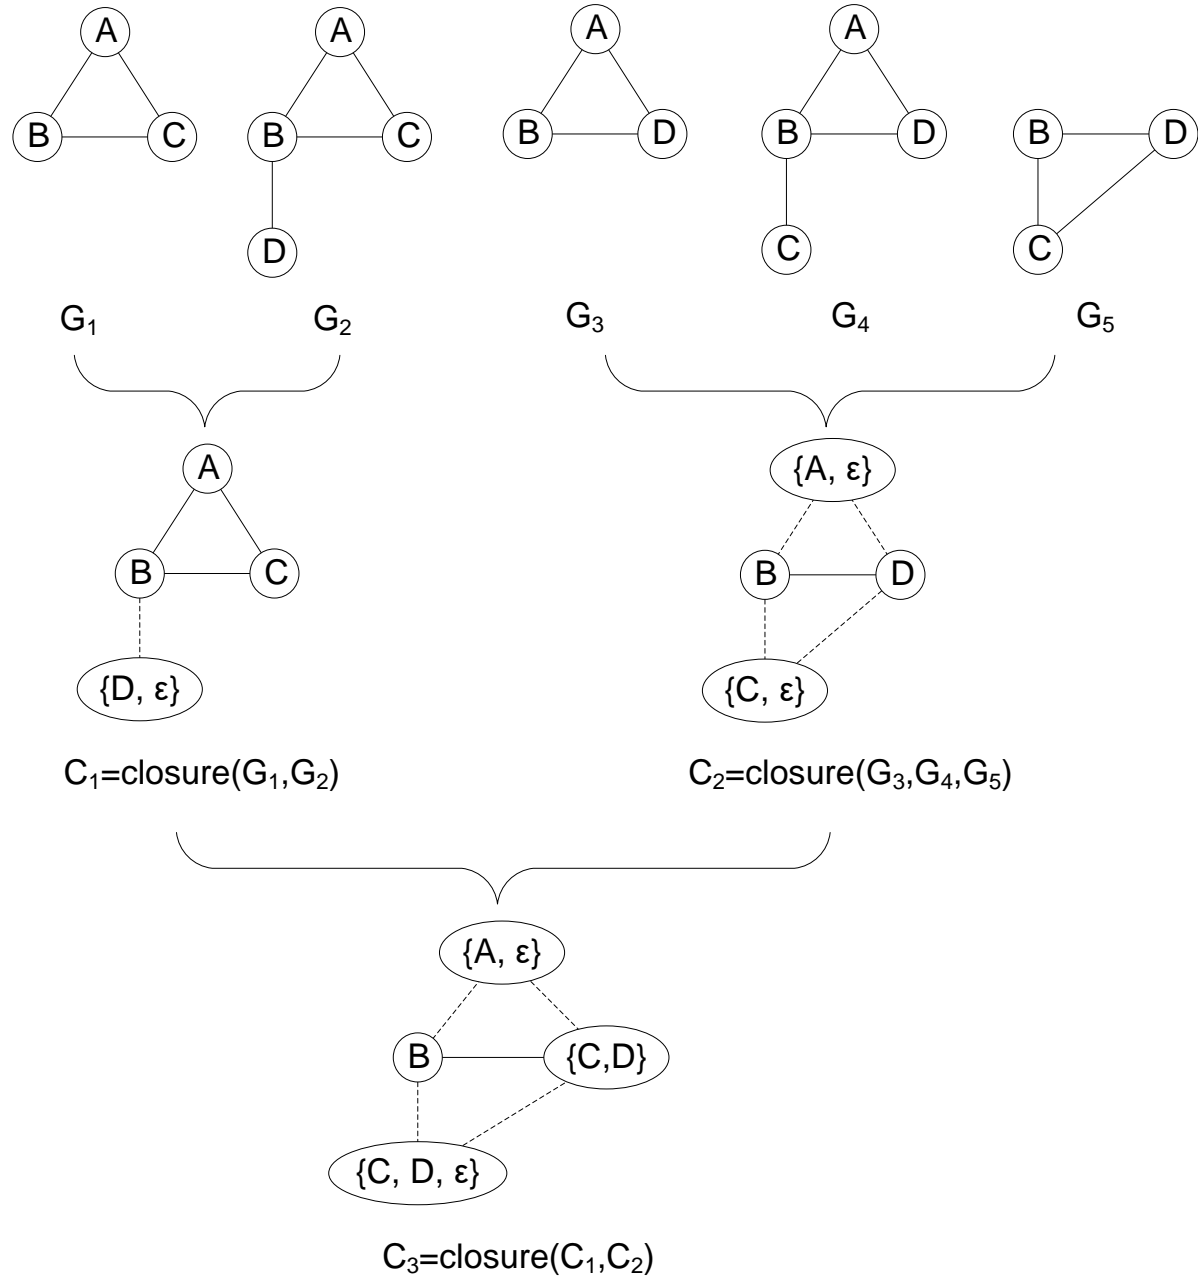 A A A A
B C B C B D B D B D
D C C
G₁ G₂ G₃ G₄ G₅
A {A, ε}
B C B D
{D, ε} {C, ε}
C₁=closure(G₁,G₂) C₂=closure(G₃,G₄,G₅)
{A, ε}
B {C,D}
{C, D, ε}
C₃=closure(C₁,C₂)